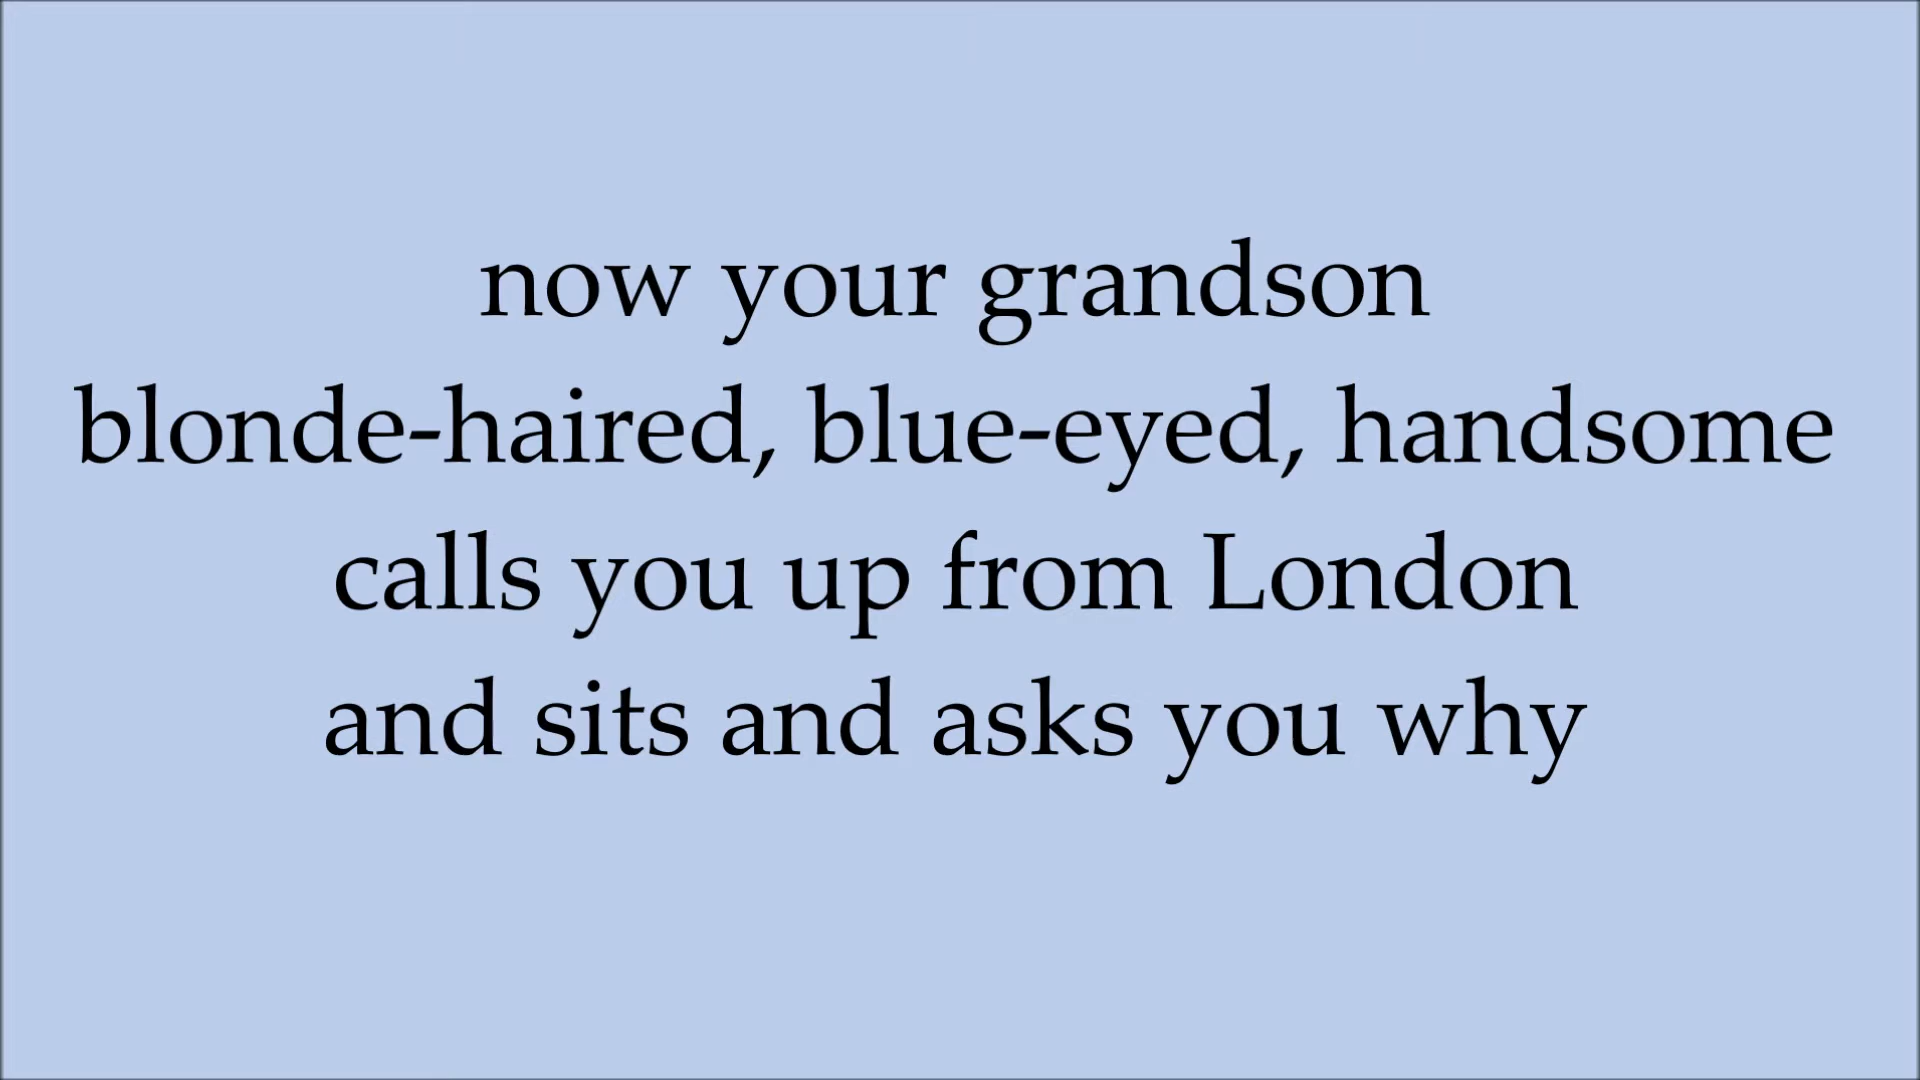 now your grandson
blonde-haired, blue-eyed, handsome
calls you up from London
and sits and asks you why